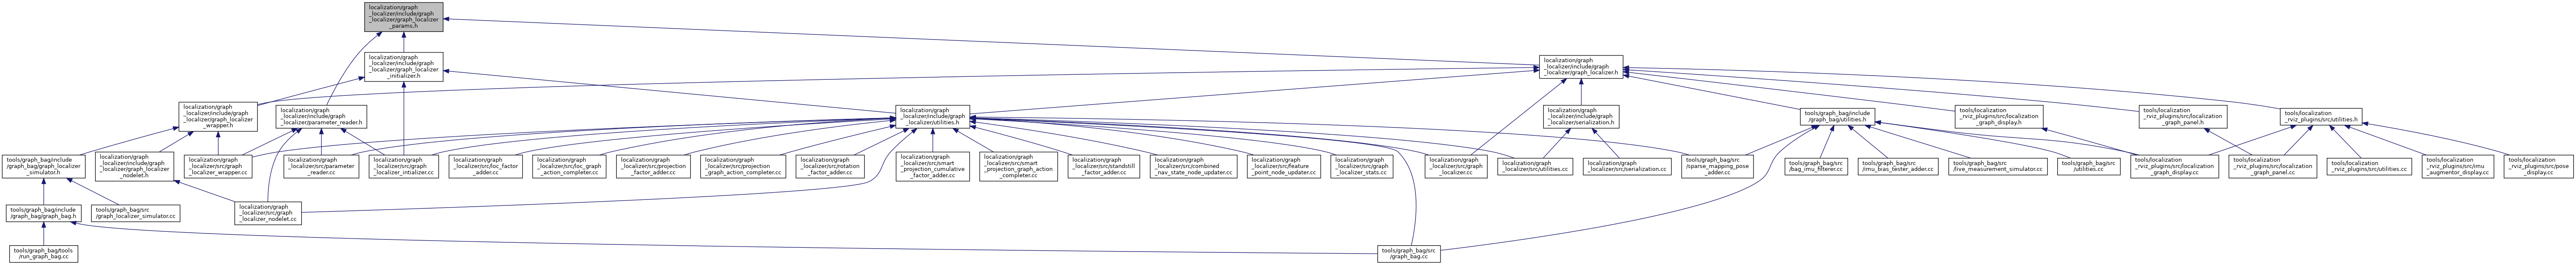 localization/graph
_localizer/include/graph
_localizer/graph_localizer
_params.h
localization/graph
_localizer/include/graph
_localizer/graph_localizer
_initializer.h
localization/graph
_localizer/include/graph
_localizer/graph_localizer.h
localization/graph
_localizer/include/graph
_localizer/graph_localizer
_wrapper.h
localization/graph
_localizer/include/graph
_localizer/parameter_reader.h
localization/graph
_localizer/include/graph
_localizer/utilities.h
localization/graph
_localizer/include/graph
_localizer/serialization.h
tools/graph_bag/include
/graph_bag/utilities.h
tools/localization
_rviz_plugins/src/localization
_graph_display.h
tools/localization
_rviz_plugins/src/localization
_graph_panel.h
tools/localization
_rviz_plugins/src/utilities.h
tools/graph_bag/include
/graph_bag/graph_localizer
_simulator.h
localization/graph
_localizer/include/graph
_localizer/graph_localizer
_nodelet.h
localization/graph
_localizer/src/graph
_localizer_wrapper.cc
localization/graph
_localizer/src/parameter
_reader.cc
localization/graph
_localizer/src/graph
_localizer_intializer.cc
localization/graph
_localizer/src/loc_factor
_adder.cc
localization/graph
_localizer/src/loc_graph
_action_completer.cc
localization/graph
_localizer/src/projection
_factor_adder.cc
localization/graph
_localizer/src/projection
_graph_action_completer.cc
localization/graph
_localizer/src/rotation
_factor_adder.cc
localization/graph
_localizer/src/smart
_projection_cumulative
_factor_adder.cc
localization/graph
_localizer/src/smart
_projection_graph_action
_completer.cc
localization/graph
_localizer/src/standstill
_factor_adder.cc
localization/graph
_localizer/src/combined
_nav_state_node_updater.cc
localization/graph
_localizer/src/feature
_point_node_updater.cc
localization/graph
_localizer/src/graph
_localizer_stats.cc
localization/graph
_localizer/src/graph
_localizer.cc
localization/graph
_localizer/src/utilities.cc
localization/graph
_localizer/src/serialization.cc
tools/graph_bag/src
/sparse_mapping_pose
_adder.cc
tools/graph_bag/src
/bag_imu_filterer.cc
tools/graph_bag/src
/imu_bias_tester_adder.cc
tools/graph_bag/src
/live_measurement_simulator.cc
tools/graph_bag/src
/utilities.cc
tools/localization
_rviz_plugins/src/localization
_graph_display.cc
tools/localization
_rviz_plugins/src/localization
_graph_panel.cc
tools/localization
_rviz_plugins/src/utilities.cc
tools/localization
_rviz_plugins/src/imu
_augmentor_display.cc
tools/localization
_rviz_plugins/src/pose
_display.cc
tools/graph_bag/include
/graph_bag/graph_bag.h
tools/graph_bag/src
/graph_localizer_simulator.cc
localization/graph
_localizer/src/graph
_localizer_nodelet.cc
tools/graph_bag/tools
/run_graph_bag.cc
tools/graph_bag/src
/graph_bag.cc